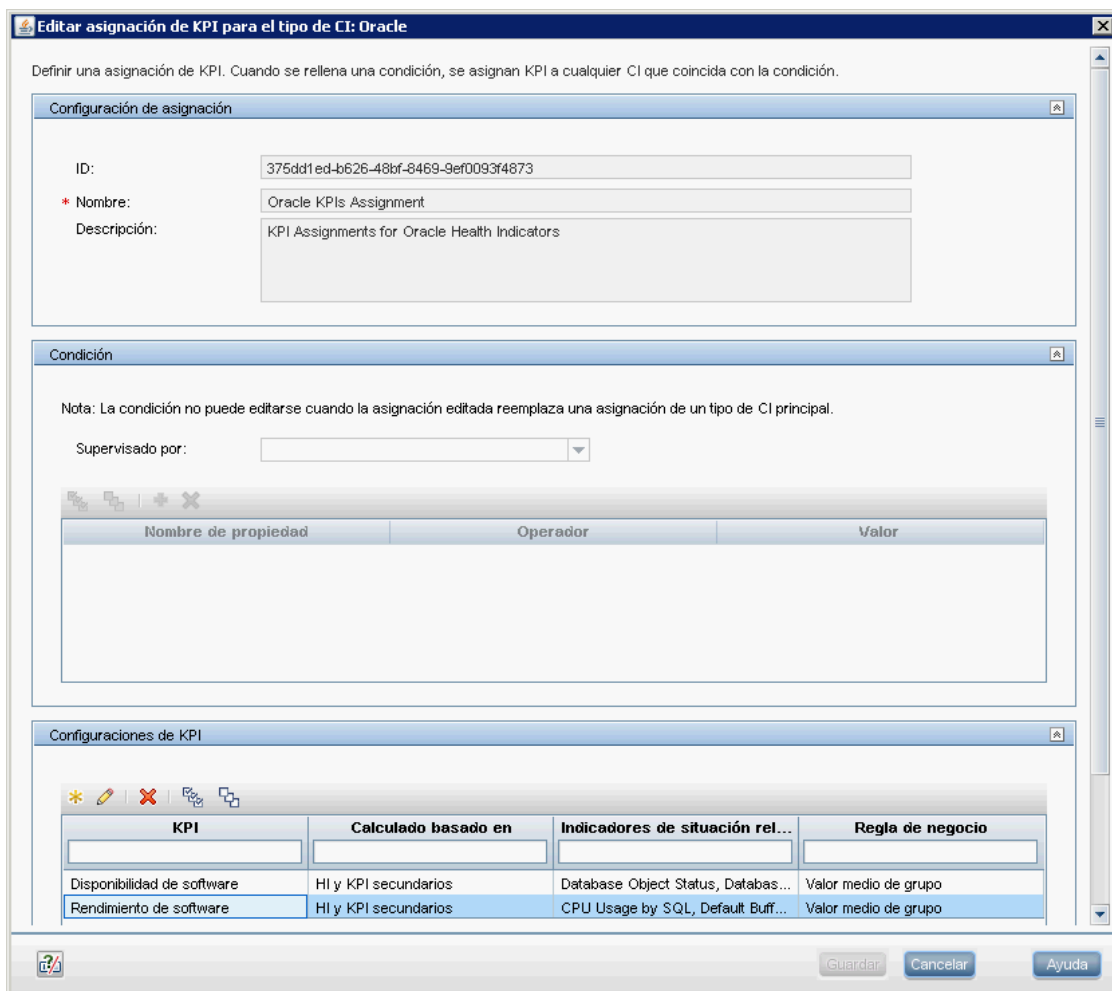 Editar asignación de KPI para el tipo de CI: Oracle
Definir una asignación de KPI. Cuando se rellena una condición, se asignan KPI a cualquier CI que coincida con la condición.
Configuración de asignación
ID: 375dd1ed-b626-48bf-8469-9ef0093f4873
* Nombre: Oracle KPIs Assignment
Descripción: KPI Assignments for Oracle Health Indicators
Condición
Nota: La condición no puede editarse cuando la asignación editada reemplaza una asignación de un tipo de CI principal.
Supervisado por:
Nombre de propiedad Operador Valor
Configuraciones de KPI
KPI Calculado basado en Indicadores de situación rel... Regla de negocio
Disponibilidad de software HI y KPI secundarios Database Object Status, Databas... Valor medio de grupo
Rendimiento de software HI y KPI secundarios CPU Usage by SQL, Default Buff... Valor medio de grupo
Guardar Cancelar Ayuda